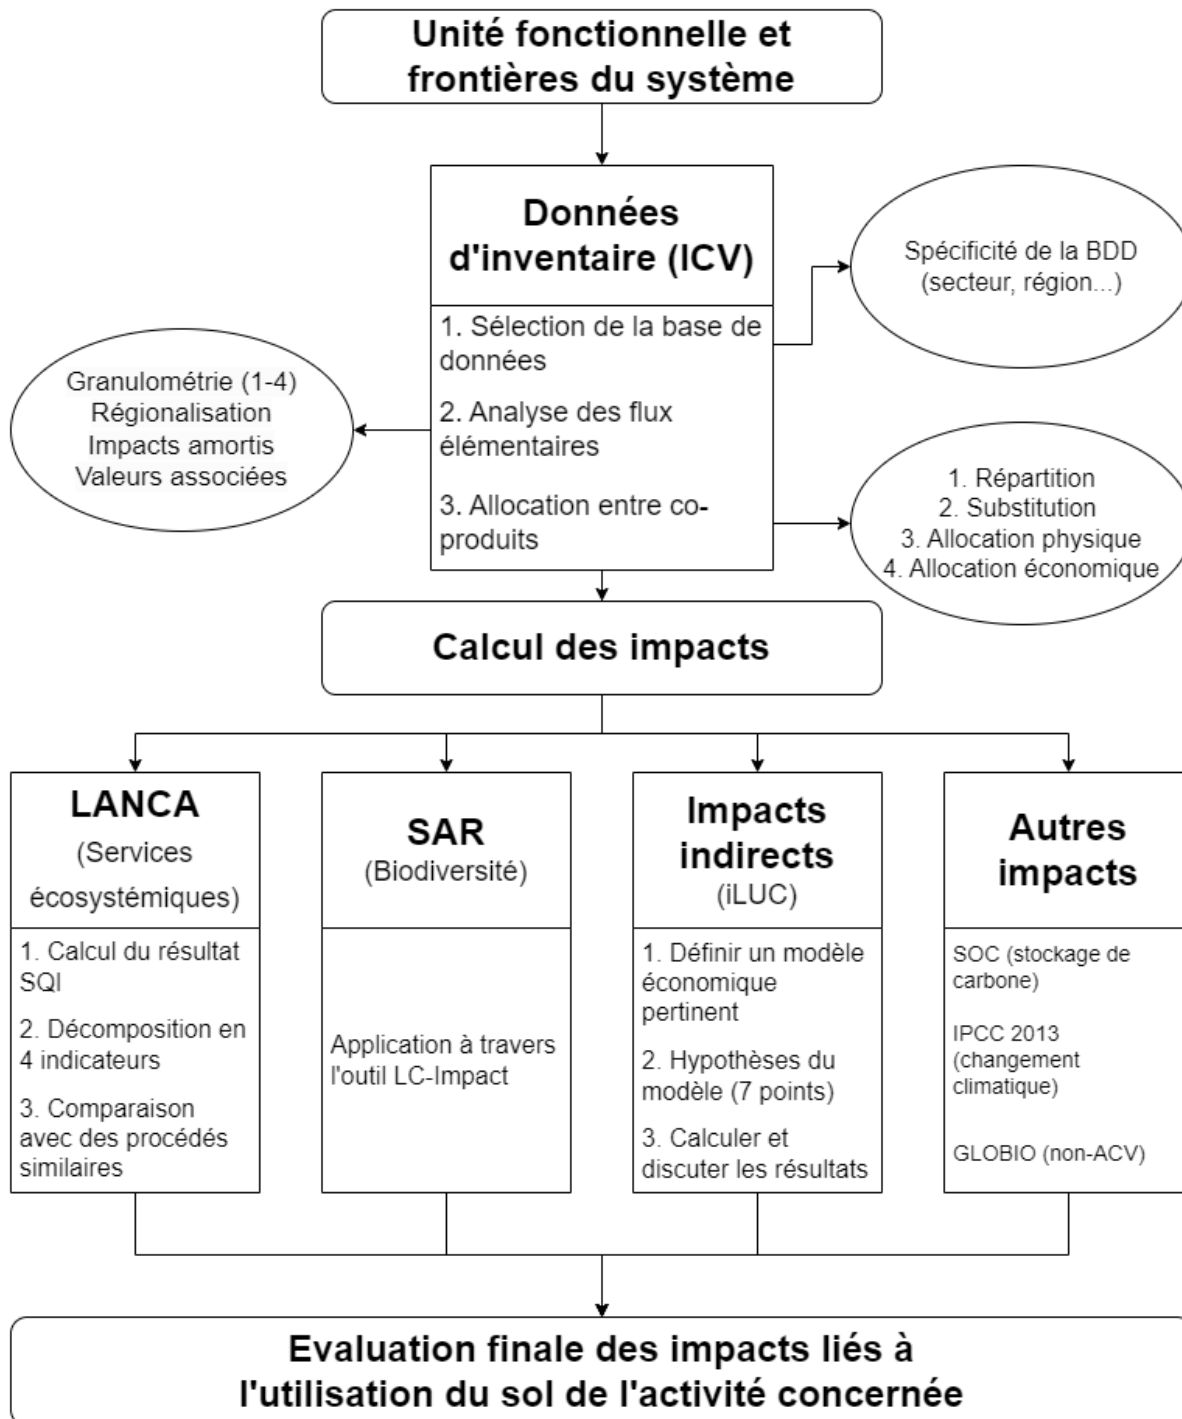 Unité fonctionnelle et
frontières du système
Données
d'inventaire (ICV)
Spécificité de la BDD
(secteur, région...)
1. Sélection de la base de
données
2. Analyse des flux
élémentaires
3. Allocation entre co-
produits
Granulométrie (1-4)
Régionalisation
Impacts amortis
Valeurs associées
1. Répartition
2. Substitution
3. Allocation physique
4. Allocation économique
Calcul des impacts
LANCA
(Services
écosystémiques)
1. Calcul du résultat
SQI
2. Décomposition en
4 indicateurs
3. Comparaison
avec des procédés
similaires
SAR
(Biodiversité)
Application à travers
l'outil LC-Impact
Impacts
indirects
(iLUC)
1. Définir un modèle
économique
pertinent
2. Hypothèses du
modèle (7 points)
3. Calculer et
discuter les résultats
Autres
impacts
SOC (stockage de
carbone)
IPCC 2013
(changement
climatique)
GLOBIO (non-ACV)
Evaluation finale des impacts liés à
l'utilisation du sol de l'activité concernée